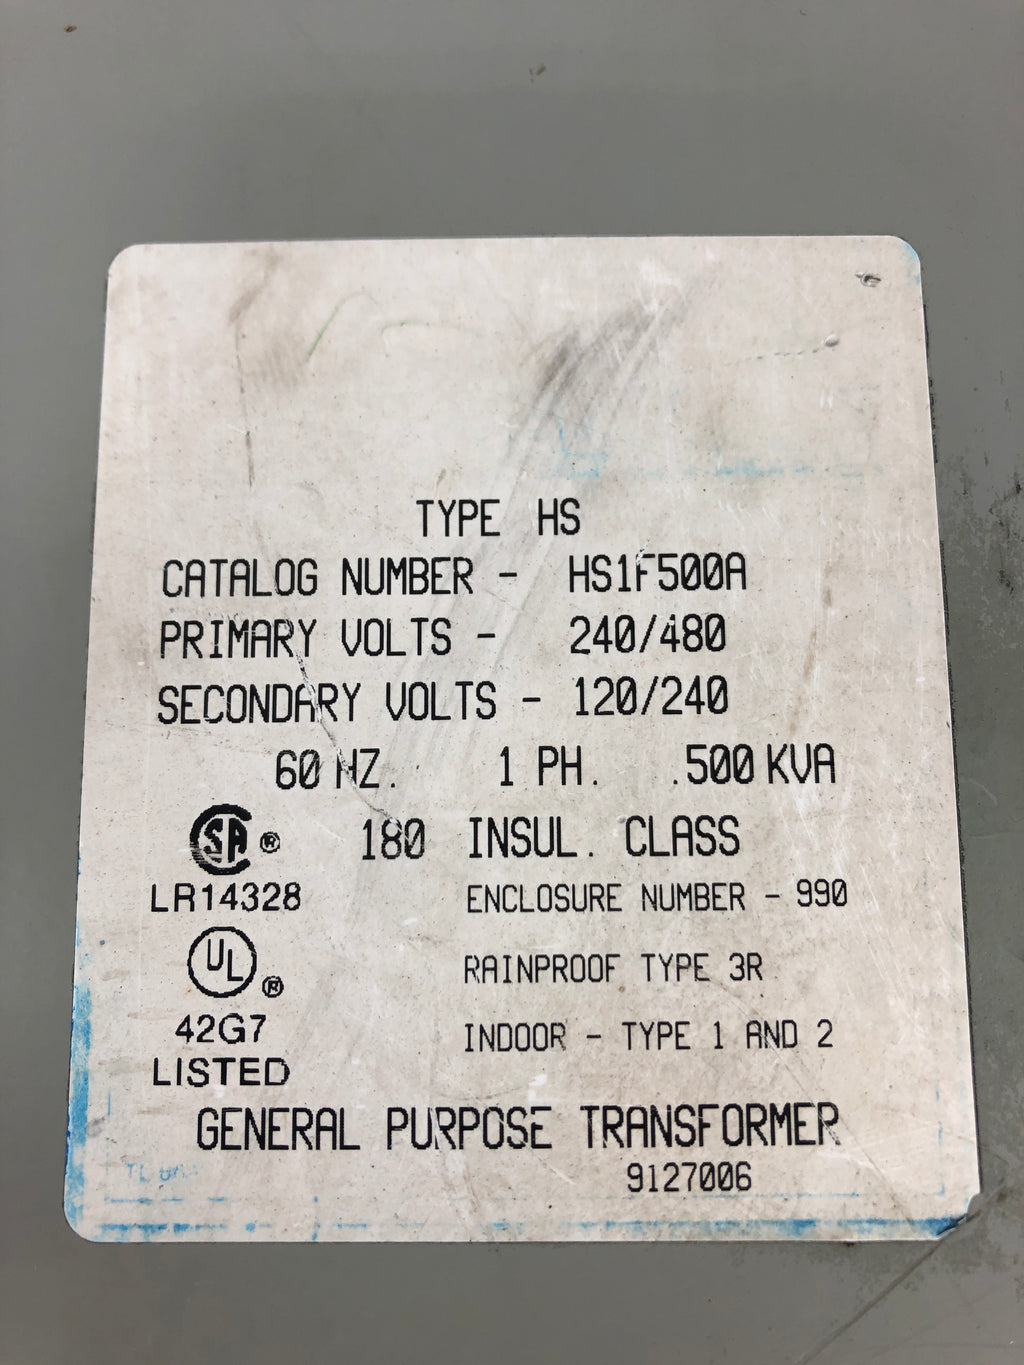 TYPE HS
CATALOG NUMBER - HS1F500A
PRIMARY VOLTS - 240/480
SECONDARY VOLTS - 120/240
60 HZ. 1 PH. .500 KVA
SA ® 180 INSUL. CLASS
LR14328 ENCLOSURE NUMBER - 990
UL ® RAINPROOF TYPE 3R
42G7 INDOOR - TYPE 1 AND 2
LISTED
GENERAL PURPOSE TRANSFORMER
9127006